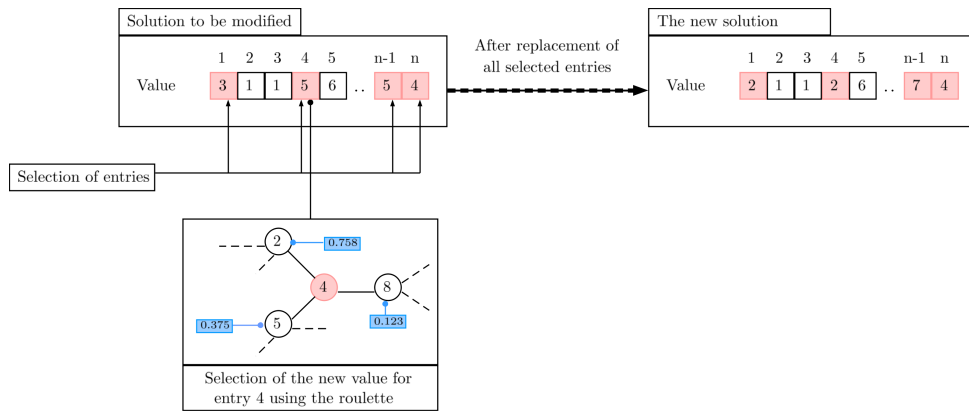 Solution to be modified
1 2 3 4 5 n-1 n
Value 3 1 1 5 6 .. 5 4
After replacement of
all selected entries
The new solution
1 2 3 4 5 n-1 n
Value 2 1 1 2 6 .. 7 4
Selection of entries
2
0.758
4
8
5
0.375
0.123
Selection of the new value for
entry 4 using the roulette